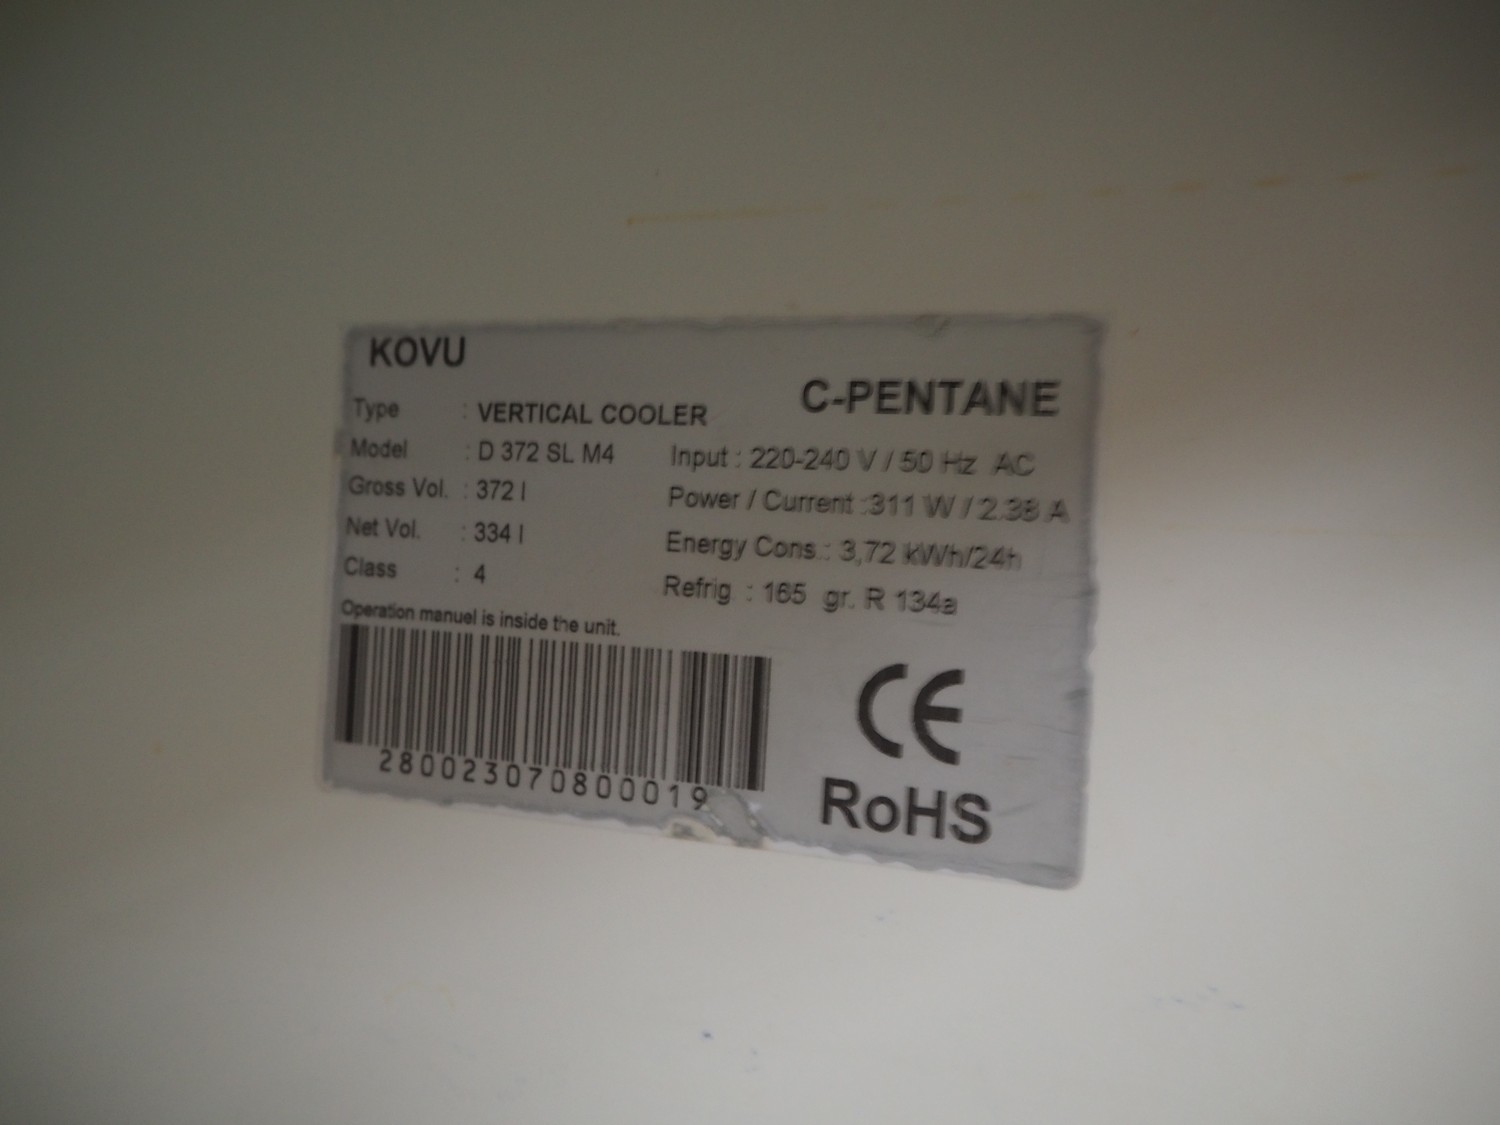 KOVU
C-PENTANE
Type : VERTICAL COOLER
Model : D 372 SL M4
Gross Vol. : 372 l
Net Vol. : 334 l
Class : 4
Operation manuel is inside the unit.
Input : 220-240 V / 50 Hz AC
Power / Current :311 W / 2.38 A
Energy Cons : 3,72 kWh/24h
Refrig : 165 gr. R 134a
280023070800019
CE
RoHS